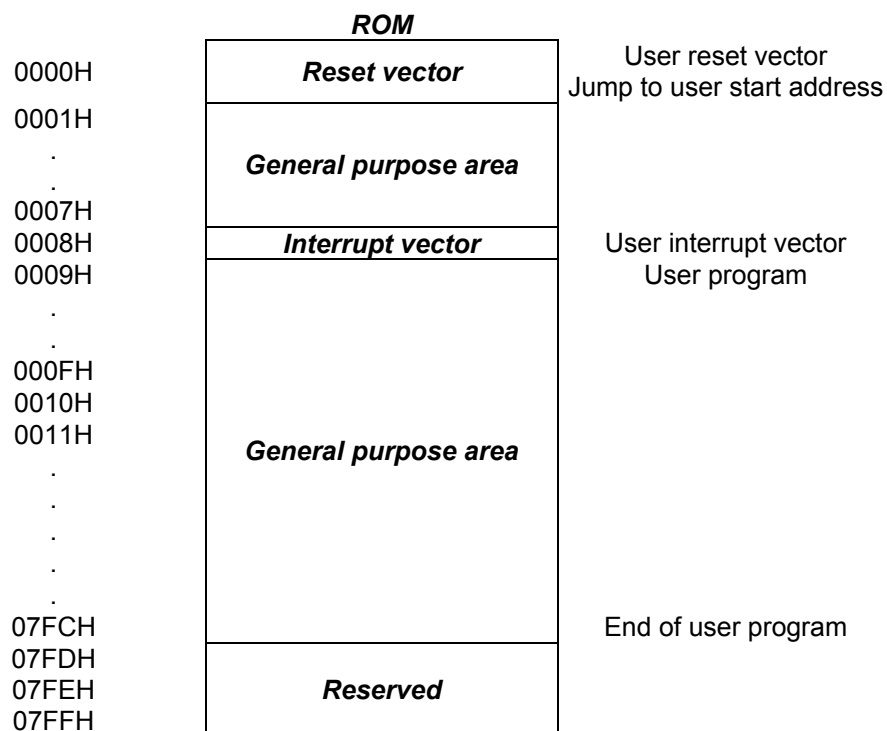 ROM
0000H Reset vector User reset vector
Jump to user start address
0001H
.
. General purpose area
0007H
0008H Interrupt vector User interrupt vector
0009H User program
.
.
000FH
0010H
0011H General purpose area
.
.
.
.
.
07FCH End of user program
07FDH
07FEH Reserved
07FFH